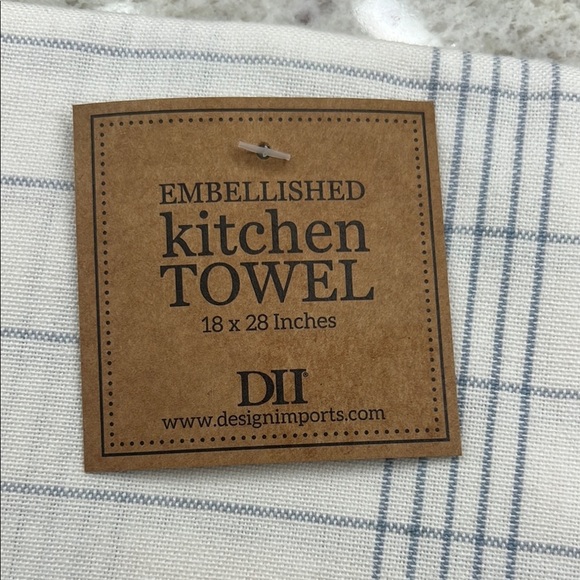 EMBELLISHED
kitchen
TOWEL
18 x 28 Inches
DII®
www.designimports.com